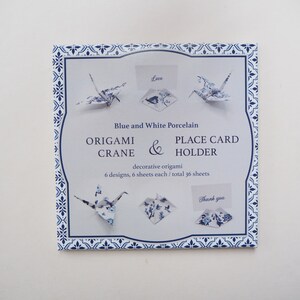 Love
Blue and White Porcelain
ORIGAMI CRANE & PLACE CARD HOLDER
decorative origami
6 designs, 6 sheets each / total 36 sheets
Thank you